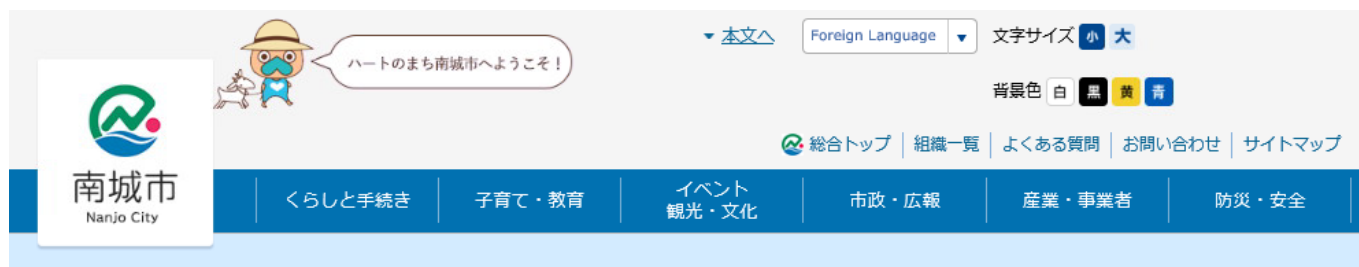 本文へ
Foreign Language
文字サイズ 小 大
ハートのまち南城市へようこそ！
背景色 白 黒 黄 青
総合トップ 組織一覧 よくある質問 お問い合わせ サイトマップ
南城市
Nanjo City
くらしと手続き
子育て・教育
イベント
観光・文化
市政・広報
産業・事業者
防災・安全